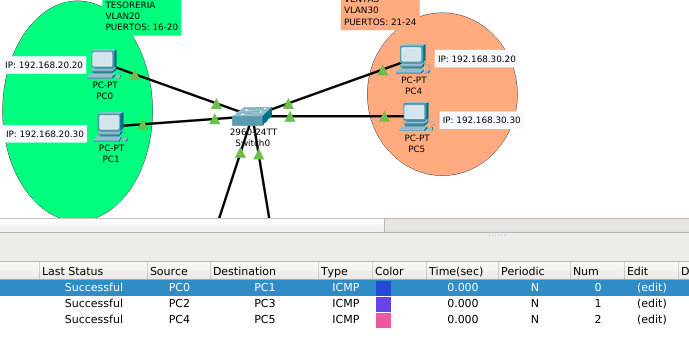 TESORERIA
VLAN20
PUERTOS: 16-20
VLAN30
PUERTOS: 21-24
IP: 192.168.20.20
PC-PT
PC0
IP: 192.168.30.20
PC-PT
PC4
IP: 192.168.20.30
PC-PT
PC1
2960-24TT
Switch0
IP: 192.168.30.30
PC-PT
PC5
Last Status Source Destination Type Color Time(sec) Periodic Num Edit D
Successful PC0 PC1 ICMP 0.000 N 0 (edit)
Successful PC2 PC3 ICMP 0.000 N 1 (edit)
Successful PC4 PC5 ICMP 0.000 N 2 (edit)